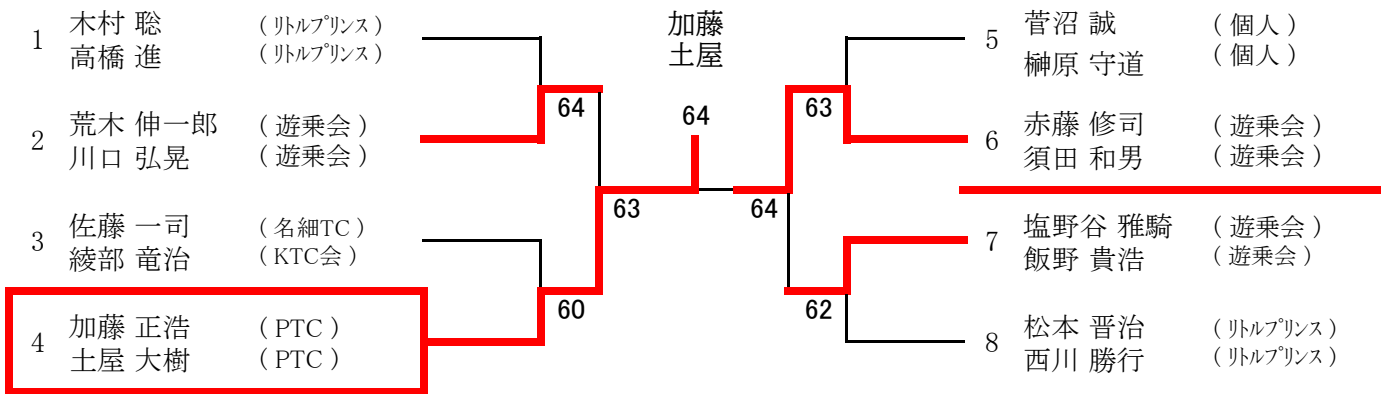 1 木村 聡 (ﾘﾄﾙﾌﾟﾘﾝｽ)
高橋 進 (ﾘﾄﾙﾌﾟﾘﾝｽ)
2 荒木 伸一郎 (遊乗会)
川口 弘晃 (遊乗会)
3 佐藤 一司 (名細TC)
綾部 竜治 (KTC会)
4 加藤 正浩 (PTC)
土屋 大樹 (PTC)
64
60
63
加藤
土屋
64
64
63
62
5 菅沼 誠 (個人)
榊原 守道 (個人)
6 赤藤 修司 (遊乗会)
須田 和男 (遊乗会)
7 塩野谷 雅騎 (遊乗会)
飯野 貴浩 (遊乗会)
8 松本 晋治 (ﾘﾄﾙﾌﾟﾘﾝｽ)
西川 勝行 (ﾘﾄﾙﾌﾟﾘﾝｽ)